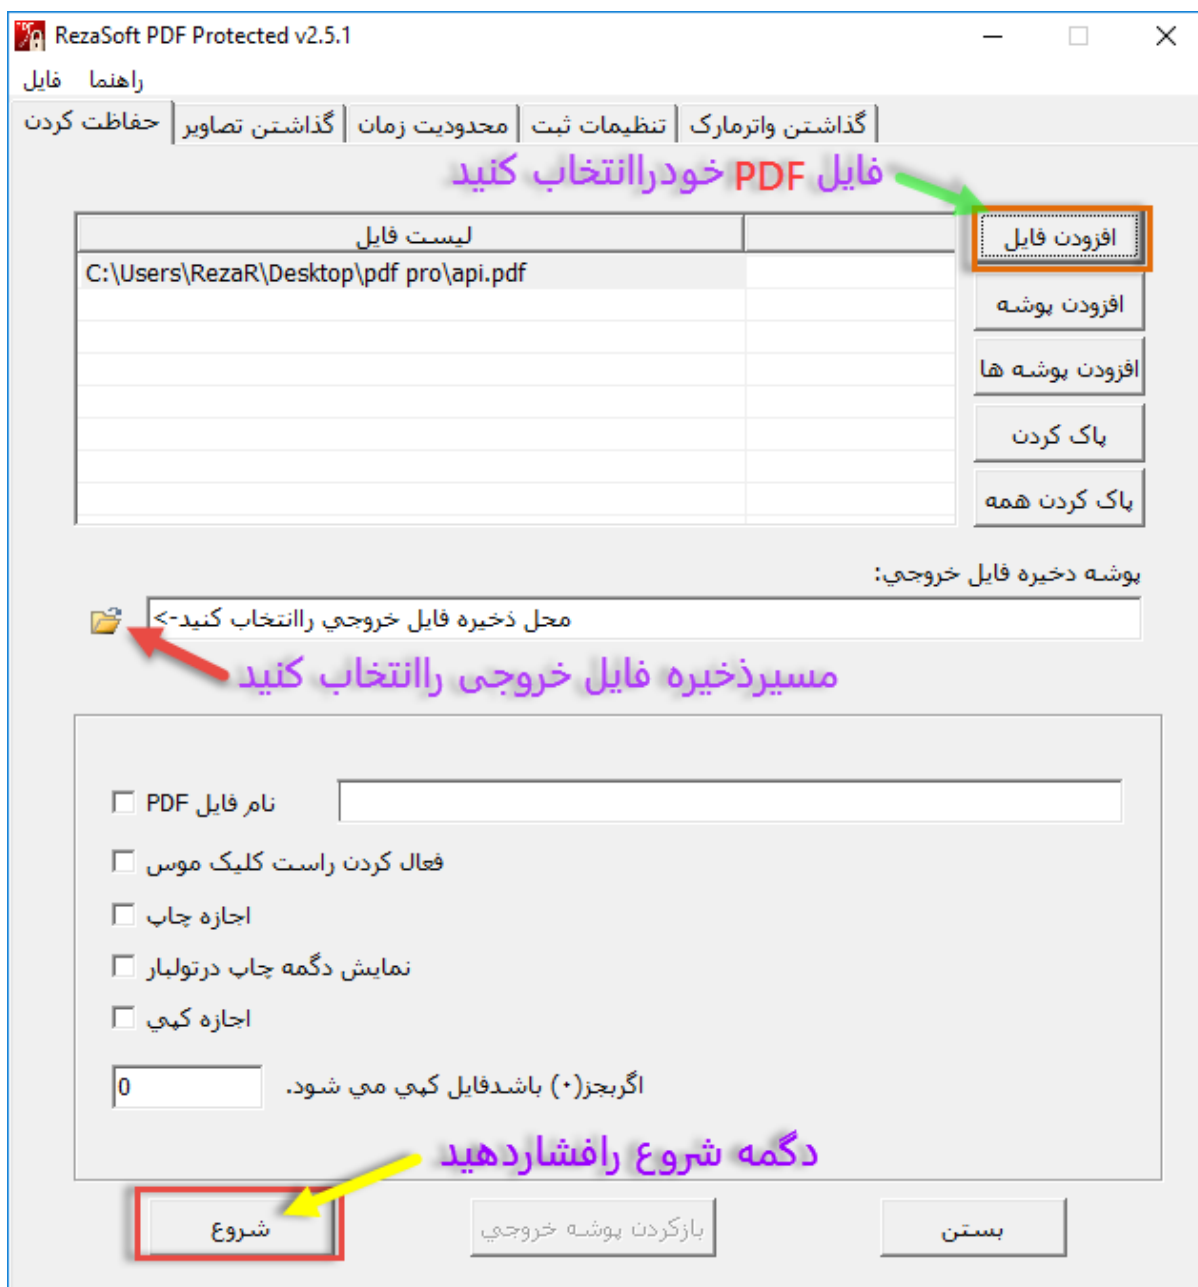 RezaSoft PDF Protected v2.5.1
فایل راهنما
حفاظت کردن گذاشتن تصاویر محدودیت زمان تنظیمات ثبت گذاشتن واترمارک
فایل PDF خودراانتخاب کنید
لیست فایل
افزودن فایل
C:\Users\RezaR\Desktop\pdf pro\api.pdf
افزودن پوشه
افزودن پوشه ها
پاک کردن
پاک کردن همه
پوشه دخیره فایل خروجي:
محل ذخیره فایل خروجي راانتخاب کنید->
مسیرذخیره فایل خروجی راانتخاب کنید
نام فایل PDF
فعال کردن راست کلیک موس
اجازه چاپ
نمایش دگمه چاپ درتولبار
اجازه کپي
0 اگربجز(۰) باشدفایل کپي مي شود.
دگمه شروع رافشاردهید
شروع
بازکردن پوشه خروجي
بستن